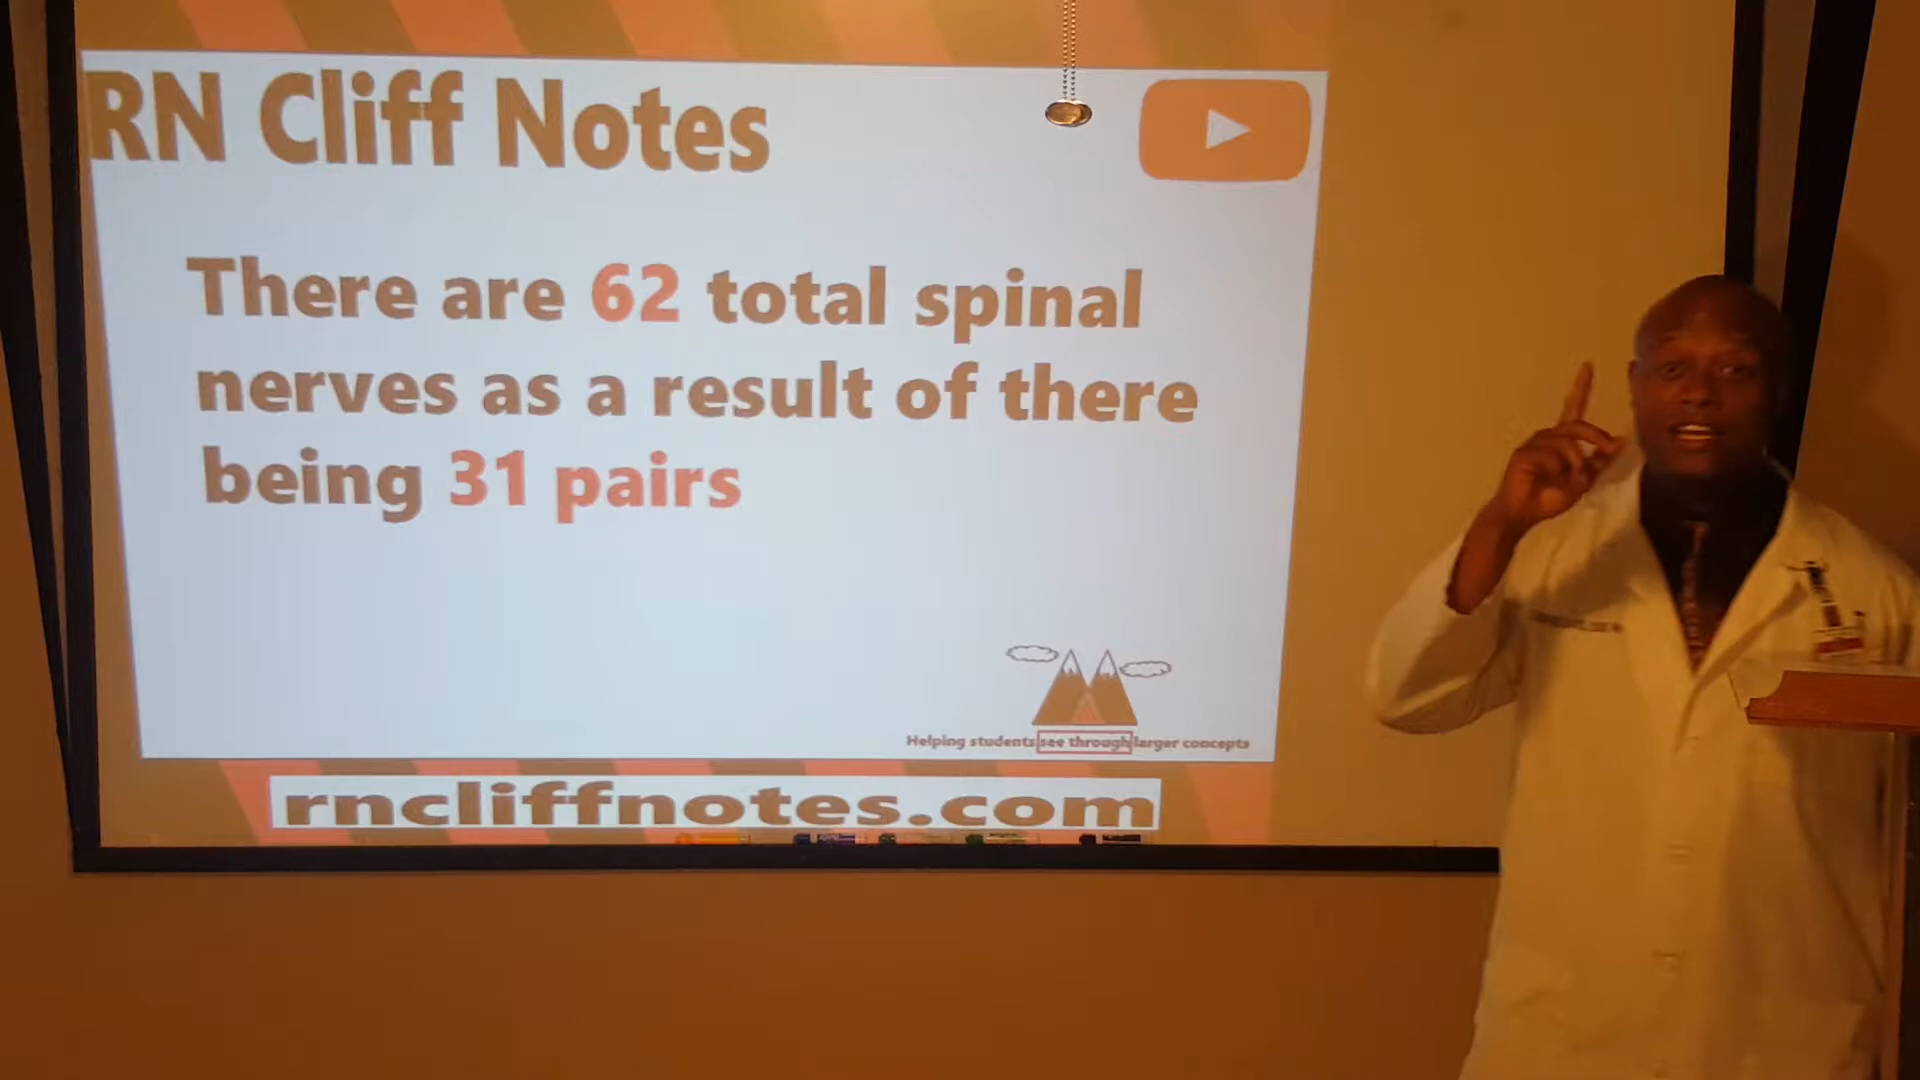 RN Cliff Notes
There are 62 total spinal
nerves as a result of there
being 31 pairs
Helping students see through larger concepts
rncliffnotes.com